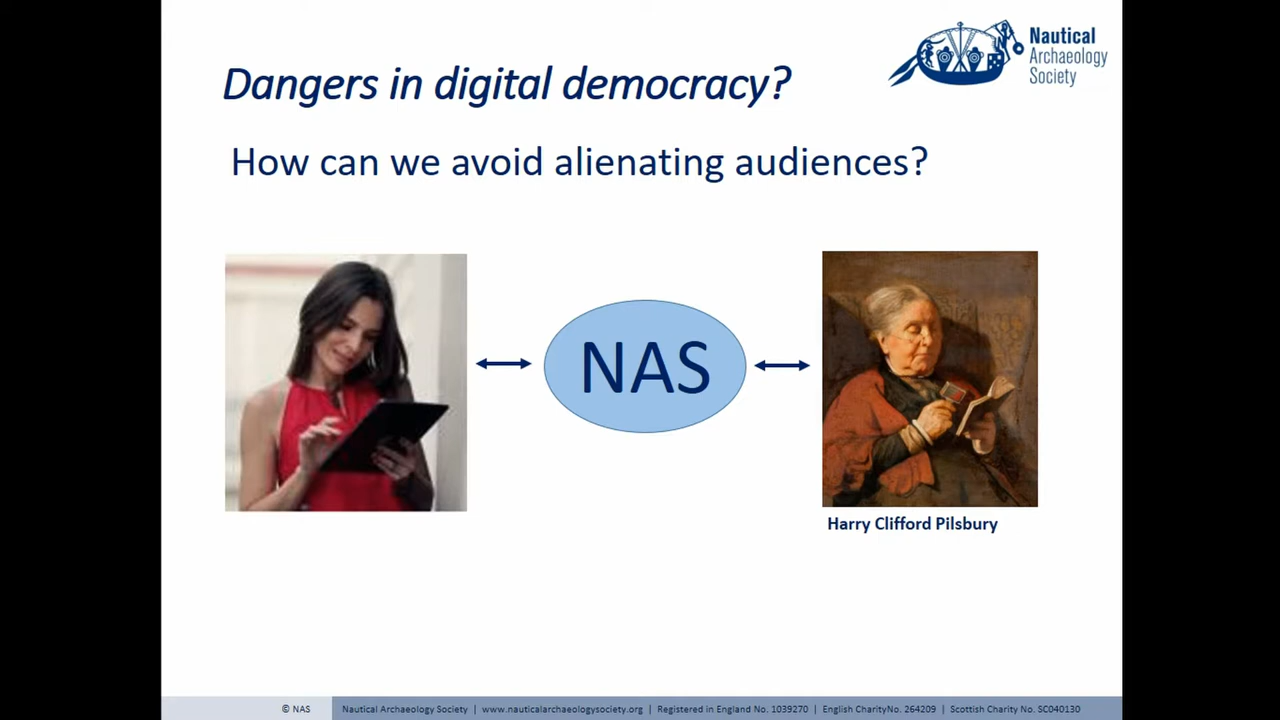 Nautical
Archaeology
Society
Dangers in digital democracy?
How can we avoid alienating audiences?
NAS
Harry Clifford Pilsbury
© NAS
Nautical Archaeology Society | www.nauticalarchaeologysociety.org | Registered in England No. 1039270 | English CharityNo. 264209 | Scottish Charity No. SC040130